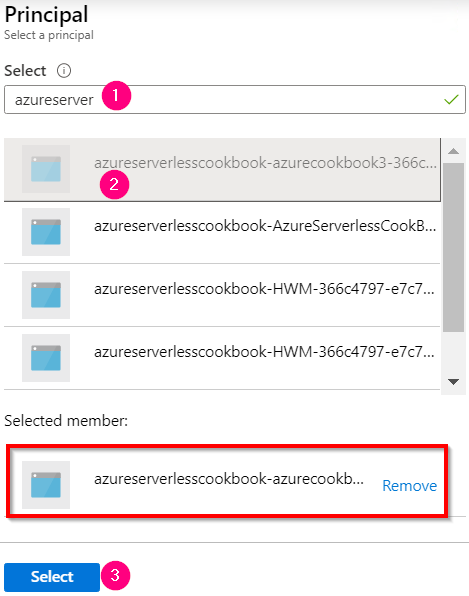 Principal
Select a principal
Select
azureserver 1
azureserverlesscookbook-azurecookbook3-366c...
2
azureserverlesscookbook-AzureServerlessCookB...
azureserverlesscookbook-HWM-366c4797-e7c7...
azureserverlesscookbook-HWM-366c4797-e7c7...
Selected member:
azureserverlesscookbook-azurecookb... Remove
Select 3